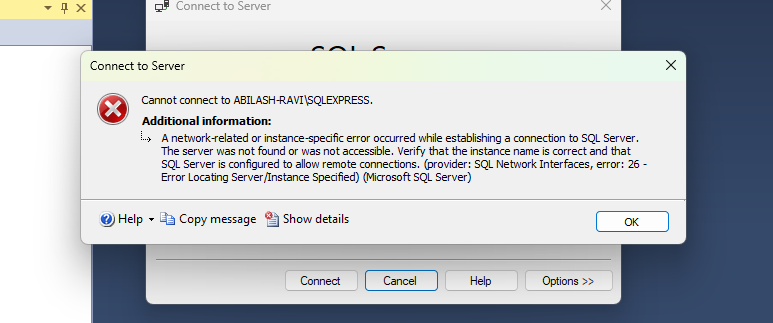 Connect to Server
Connect to Server
Cannot connect to ABILASH-RAVI\SQLEXPRESS.
Additional information:
A network-related or instance-specific error occurred while establishing a connection to SQL Server.
The server was not found or was not accessible. Verify that the instance name is correct and that
SQL Server is configured to allow remote connections. (provider: SQL Network Interfaces, error: 26 -
Error Locating Server/Instance Specified) (Microsoft SQL Server)
Help Copy message Show details OK
Connect Cancel Help Options >>